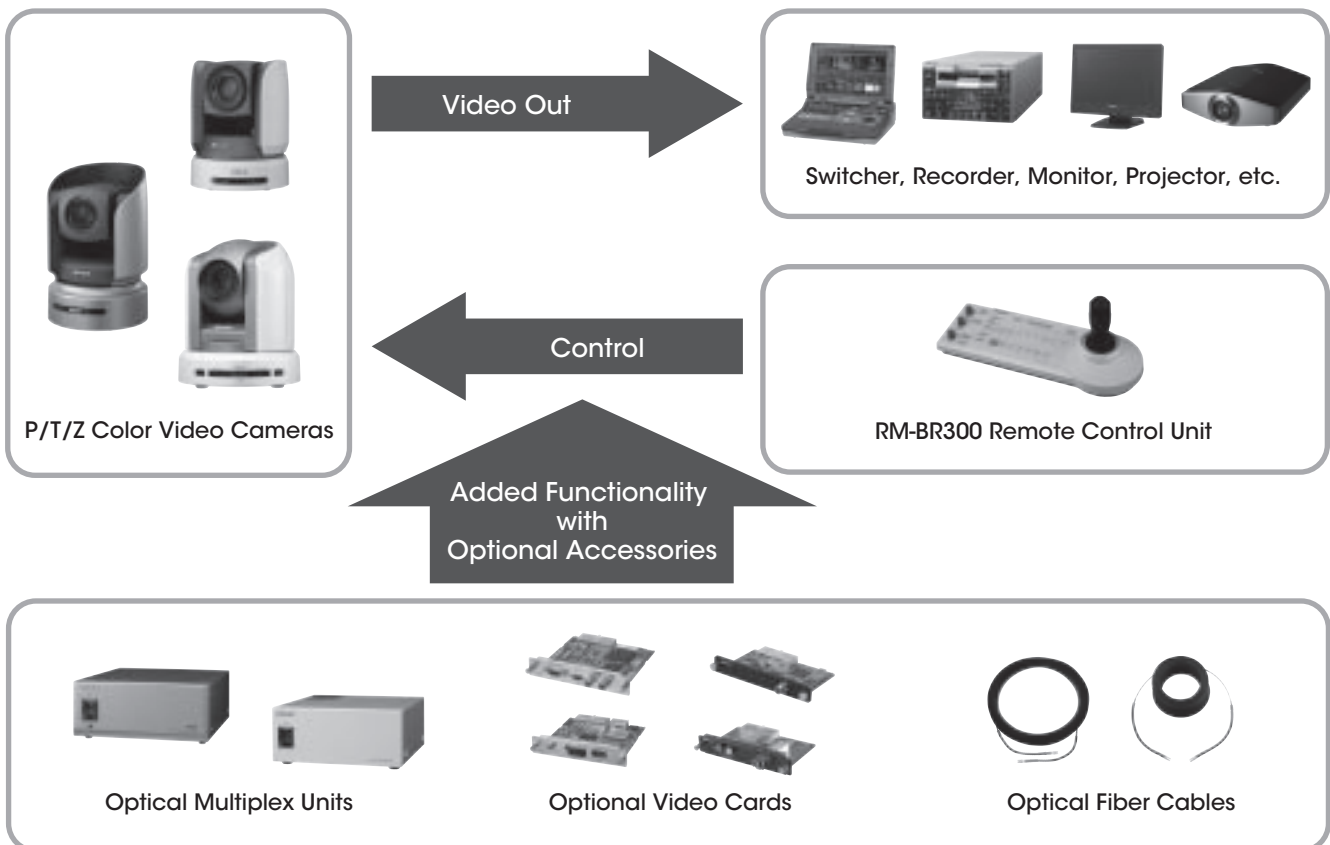 Video Out
Switcher, Recorder, Monitor, Projector, etc.
P/T/Z Color Video Cameras
Control
RM-BR300 Remote Control Unit
Added Functionality
with
Optional Accessories
Optical Multiplex Units
Optional Video Cards
Optical Fiber Cables